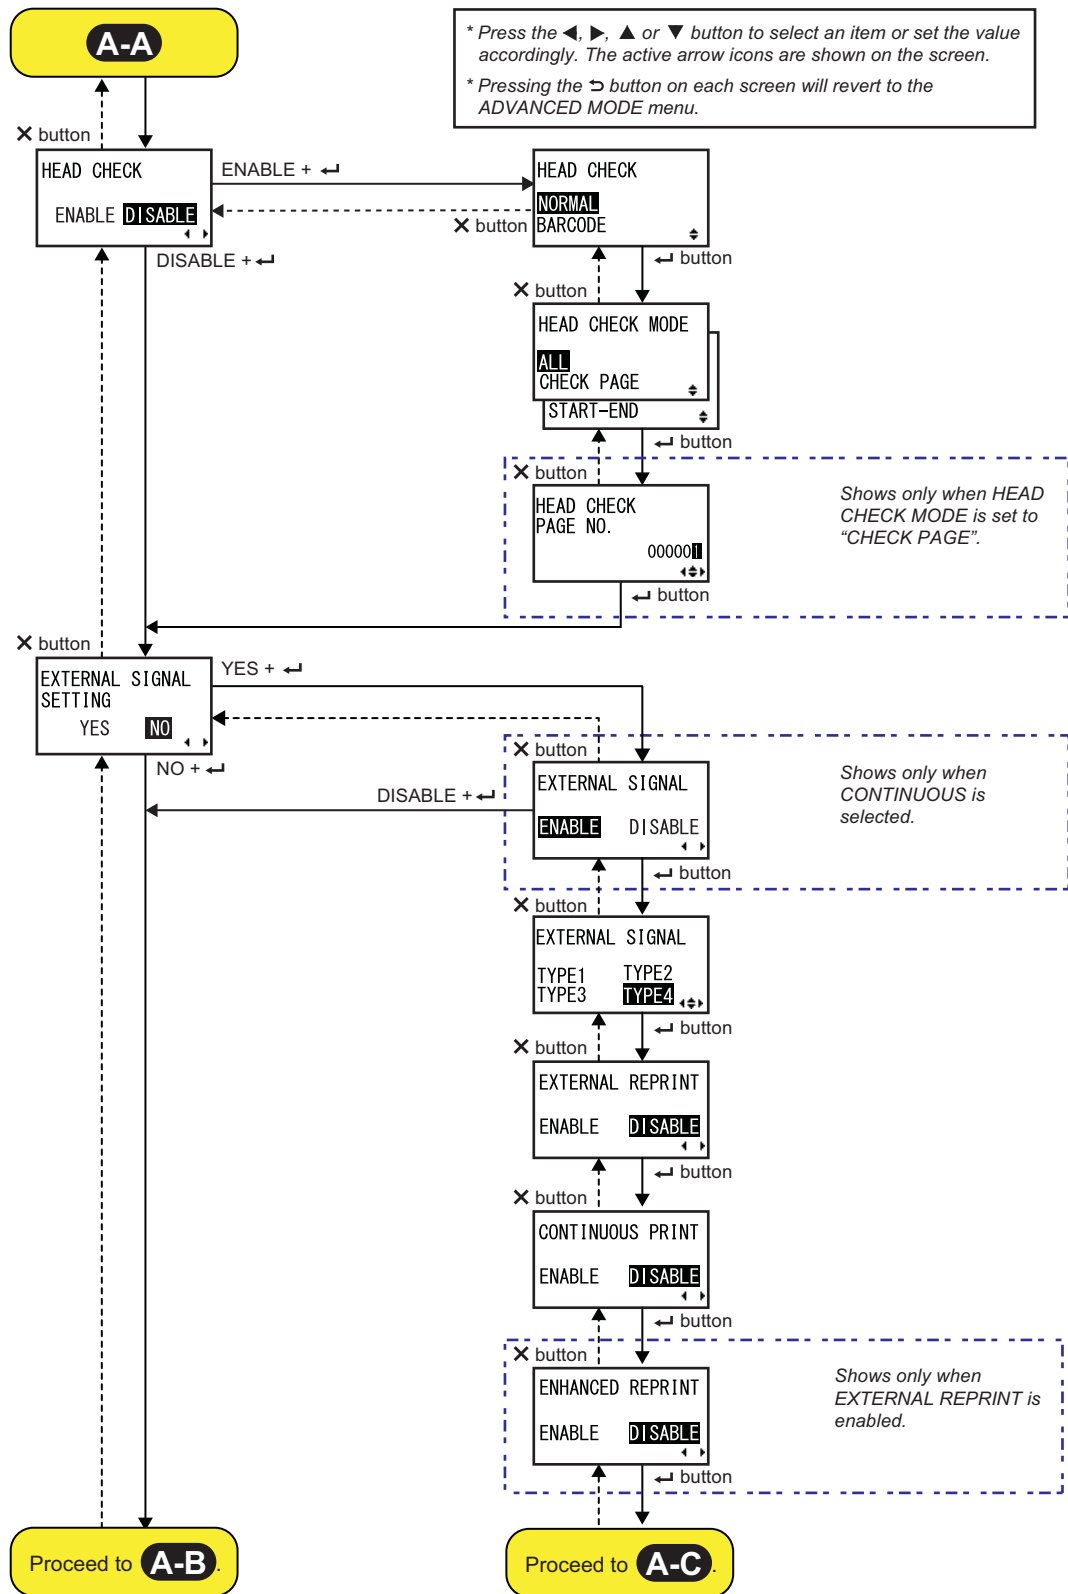 A-A
* Press the ◀, ▶, ▲ or ▼ button to select an item or set the value
accordingly. The active arrow icons are shown on the screen.
* Pressing the ⮌ button on each screen will revert to the
ADVANCED MODE menu.
✕ button
HEAD CHECK
ENABLE DISABLE
ENABLE + ↵
DISABLE + ↵
HEAD CHECK
NORMAL
BARCODE
✕ button
↵ button
✕ button
HEAD CHECK MODE
ALL
CHECK PAGE
START-END
↵ button
✕ button
HEAD CHECK
PAGE NO.
000001
↵ button
Shows only when HEAD
CHECK MODE is set to
“CHECK PAGE”.
✕ button
EXTERNAL SIGNAL
SETTING
YES NO
YES + ↵
NO + ↵
✕ button
EXTERNAL SIGNAL
ENABLE DISABLE
DISABLE + ↵
↵ button
Shows only when
CONTINUOUS is
selected.
✕ button
EXTERNAL SIGNAL
TYPE1 TYPE2
TYPE3 TYPE4
↵ button
✕ button
EXTERNAL REPRINT
ENABLE DISABLE
↵ button
✕ button
CONTINUOUS PRINT
ENABLE DISABLE
↵ button
✕ button
ENHANCED REPRINT
ENABLE DISABLE
↵ button
Shows only when
EXTERNAL REPRINT is
enabled.
Proceed to A-B.
Proceed to A-C.